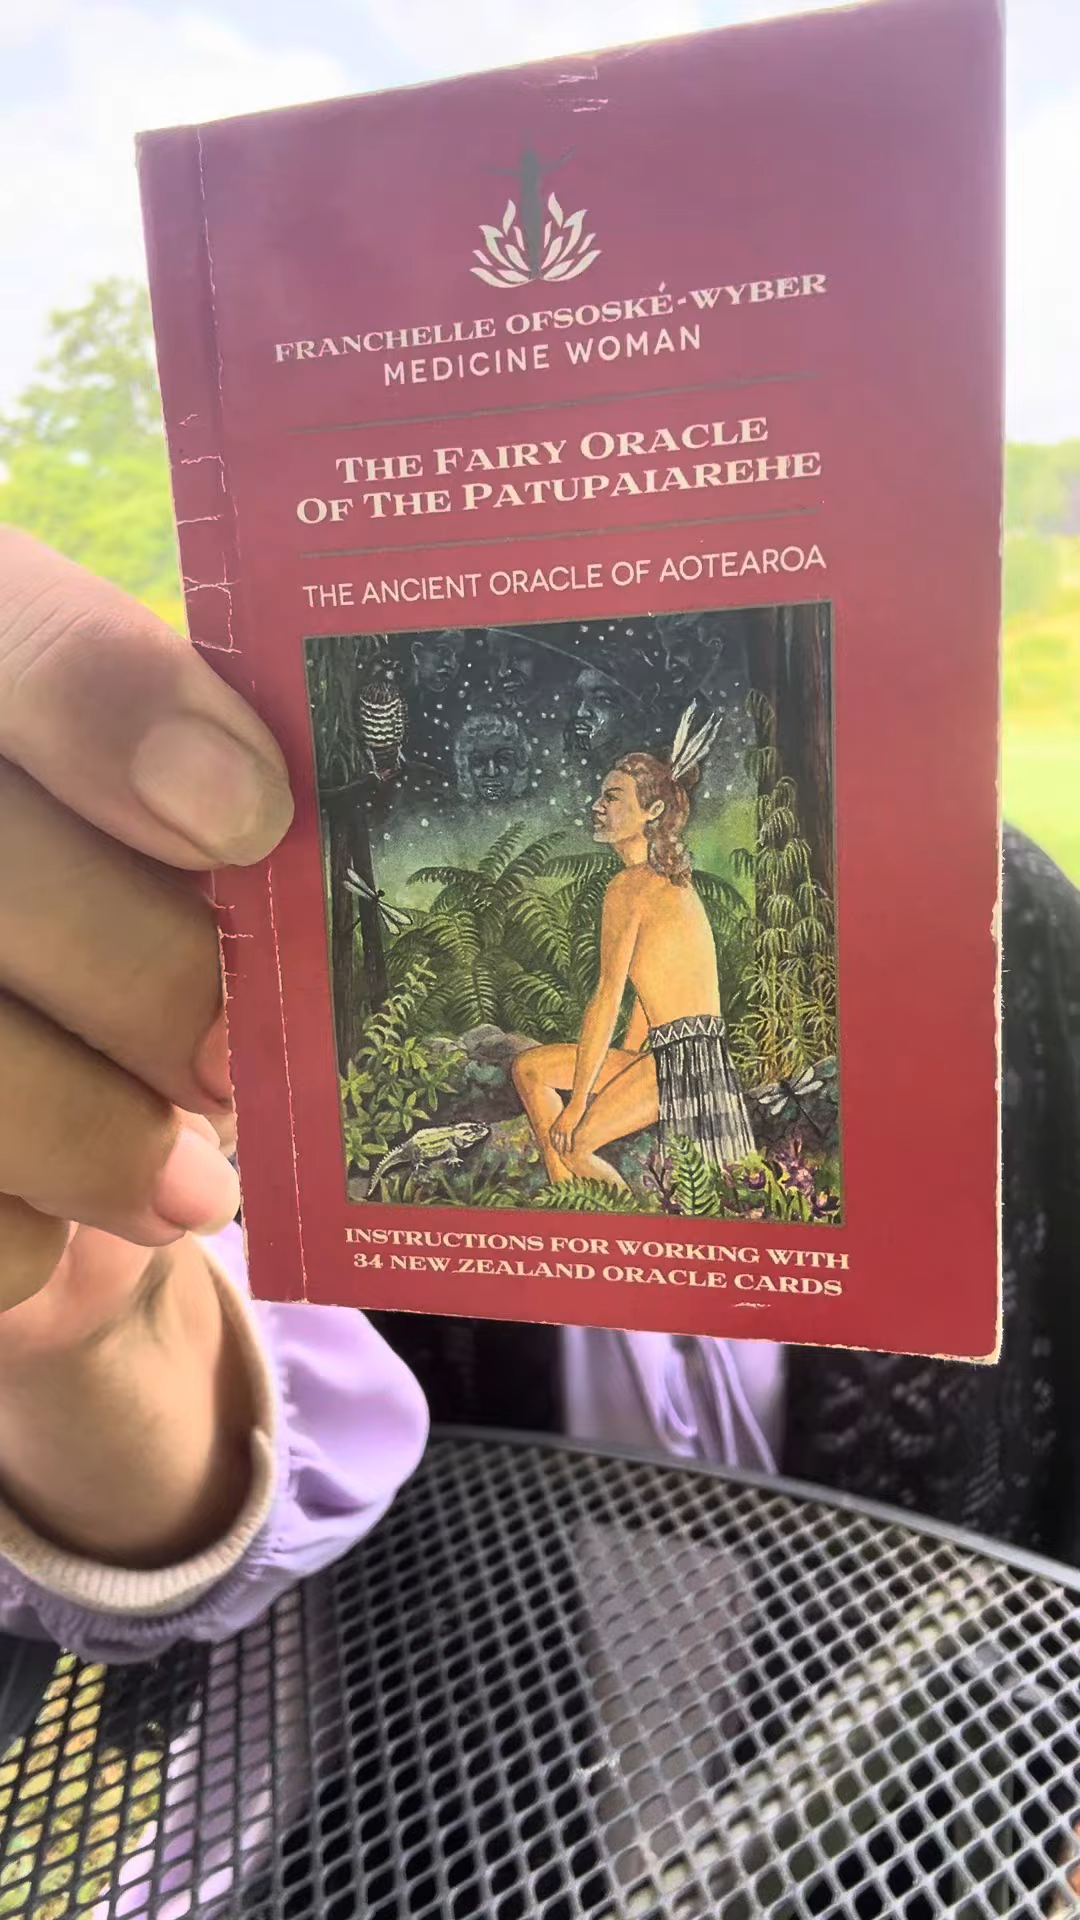 FRANCHELLE OFSOSKÉ-WYBER
MEDICINE WOMAN
THE FAIRY ORACLE
OF THE PATUPAIAREHE
THE ANCIENT ORACLE OF AOTEAROA
INSTRUCTIONS FOR WORKING WITH
34 NEW ZEALAND ORACLE CARDS